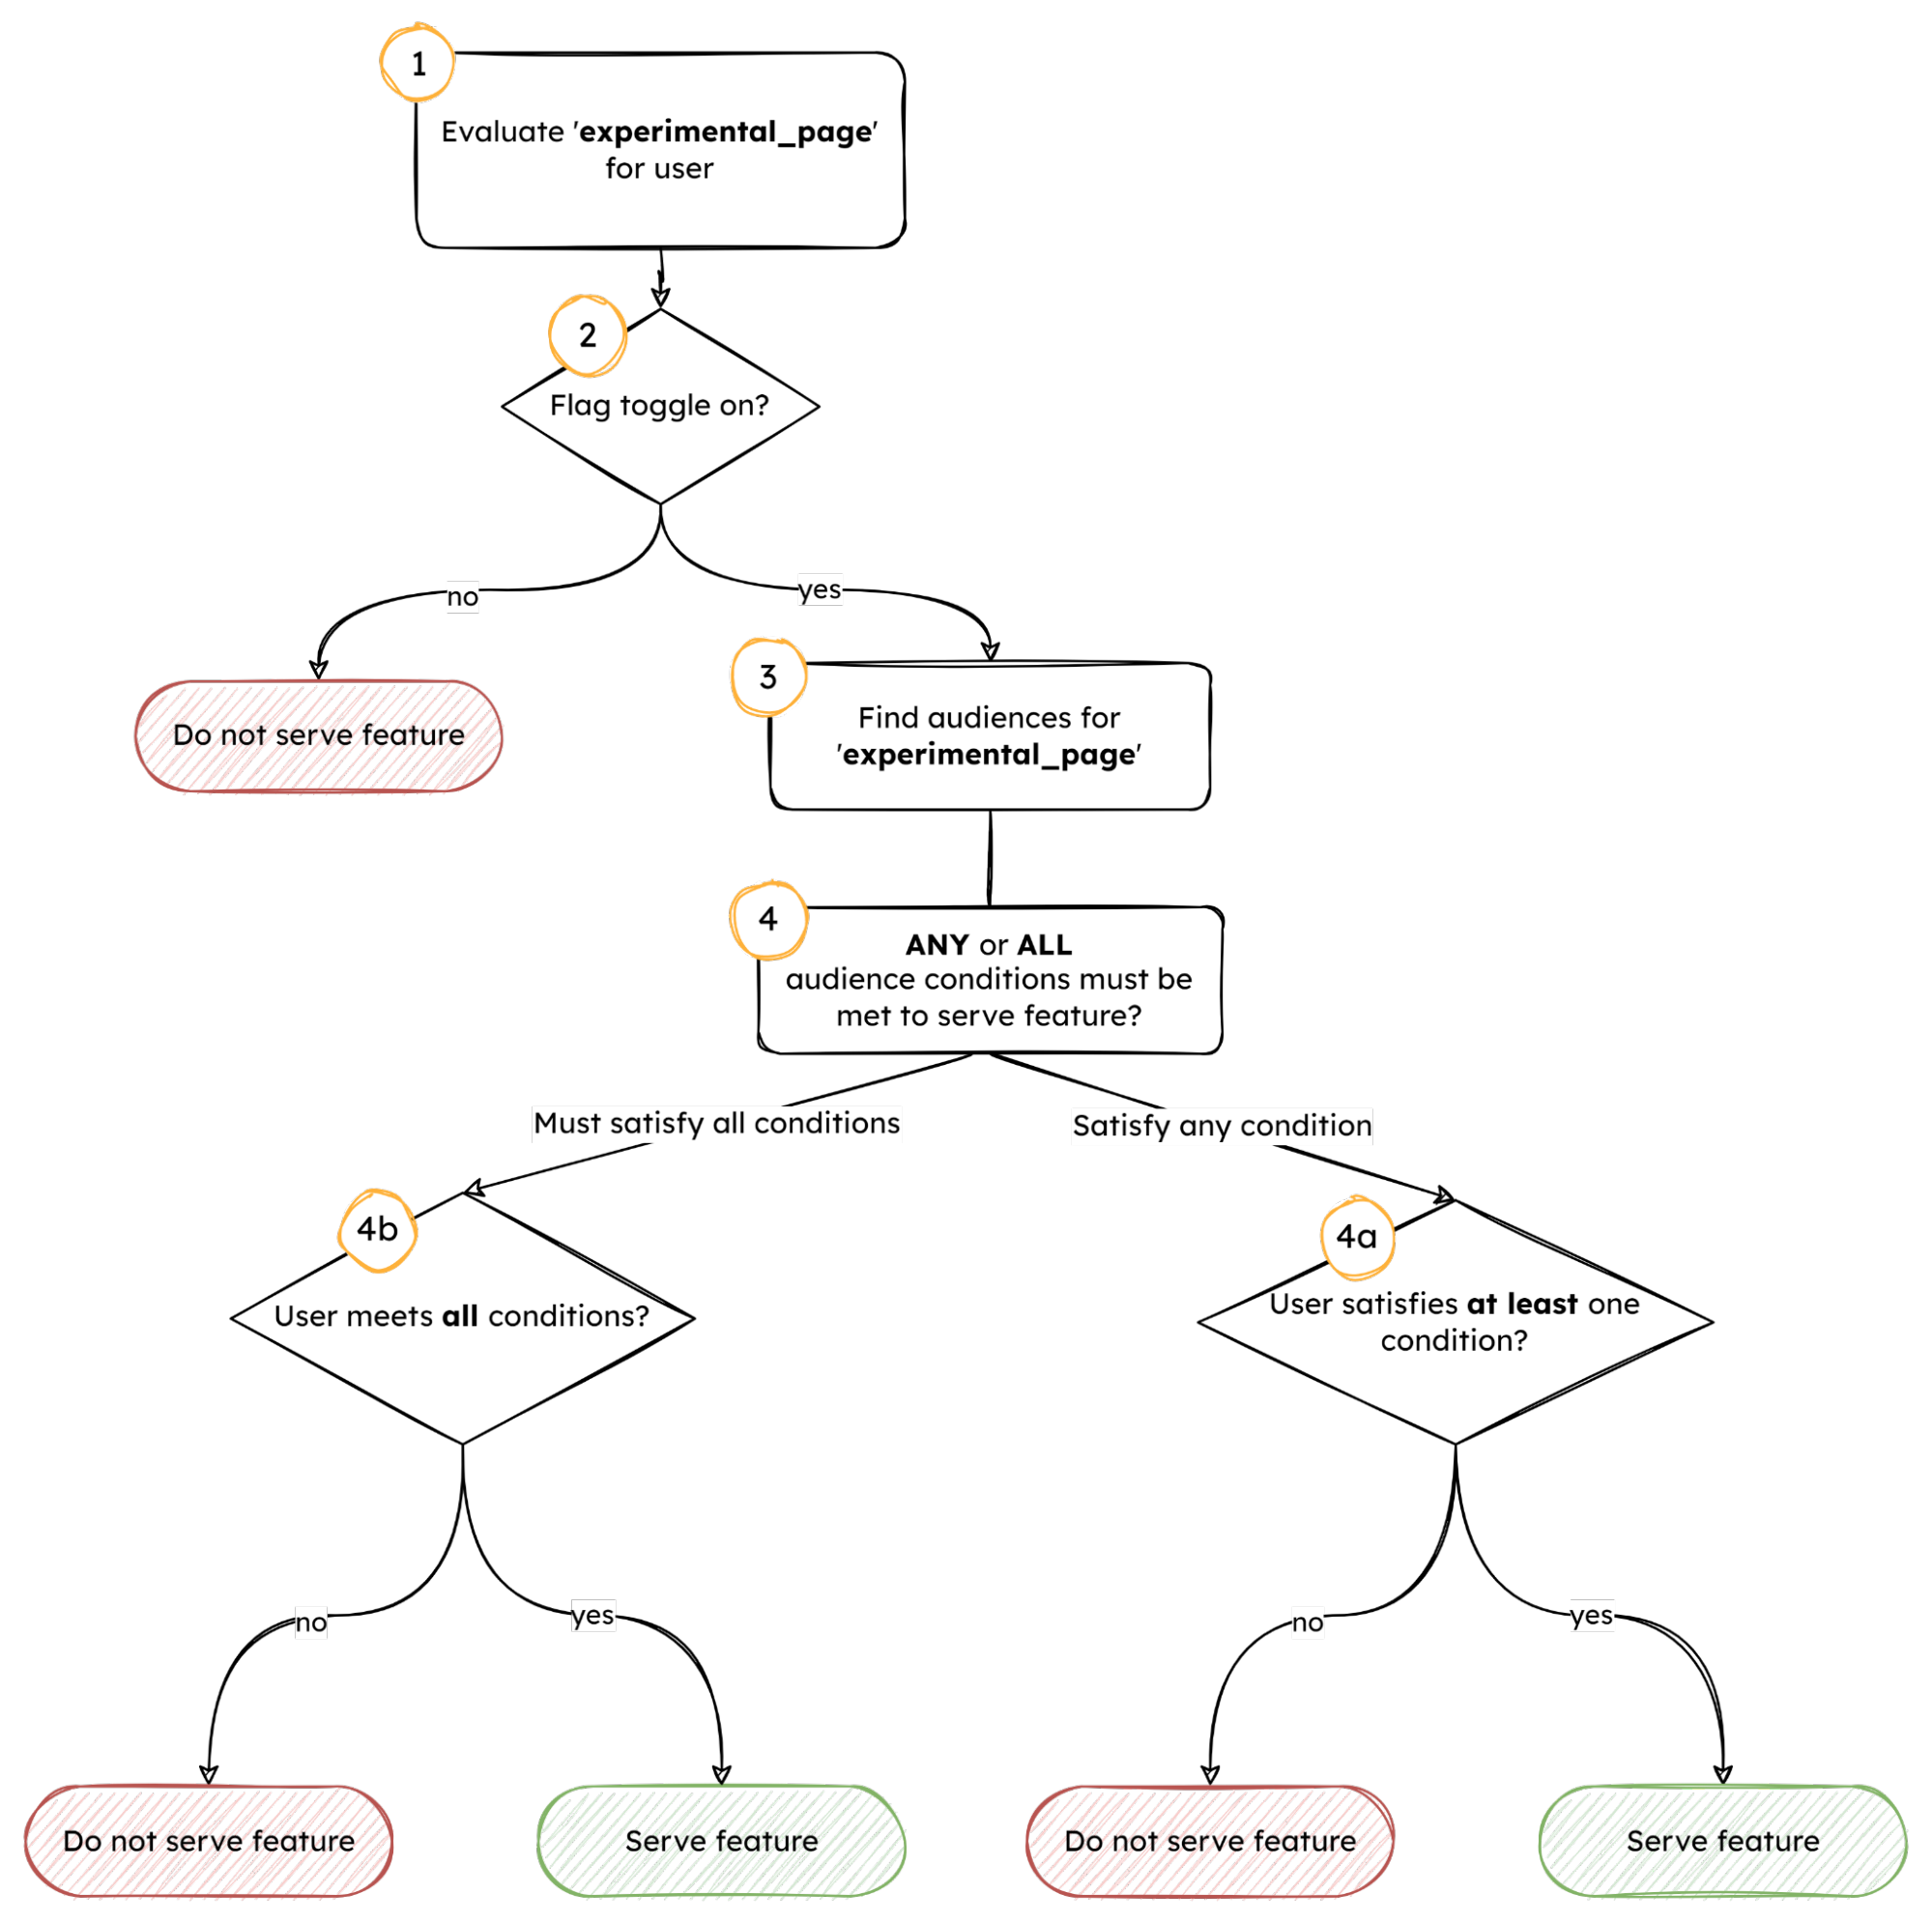 1
Evaluate 'experimental_page'
for user
2
Flag toggle on?
no
yes
Do not serve feature
3
Find audiences for
'experimental_page'
4
ANY or ALL
audience conditions must be
met to serve feature?
Must satisfy all conditions
Satisfy any condition
4b
User meets all conditions?
4a
User satisfies at least one
condition?
no
yes
no
yes
Do not serve feature
Serve feature
Do not serve feature
Serve feature